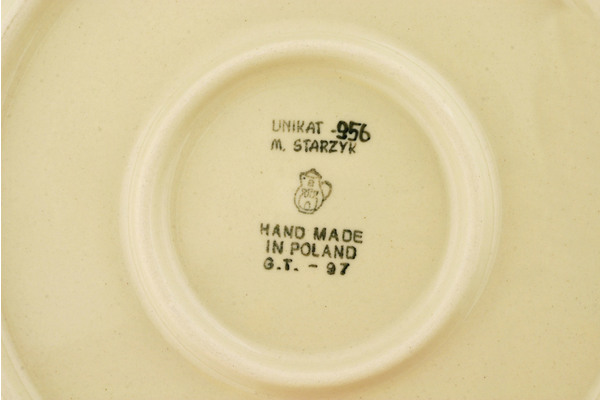 UNIKAT -956
M. STARZYK
HAND MADE
IN POLAND
G.T. - 97